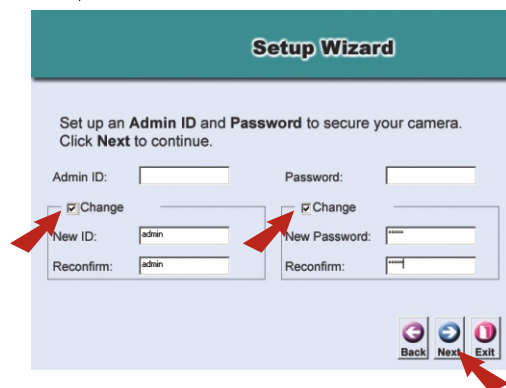 Setup Wizard
Set up an Admin ID and Password to secure your camera.
Click Next to continue.
Admin ID: Password:
Change Change
New ID: admin New Password: *****
Reconfirm: admin Reconfirm: *****
Back Next Exit